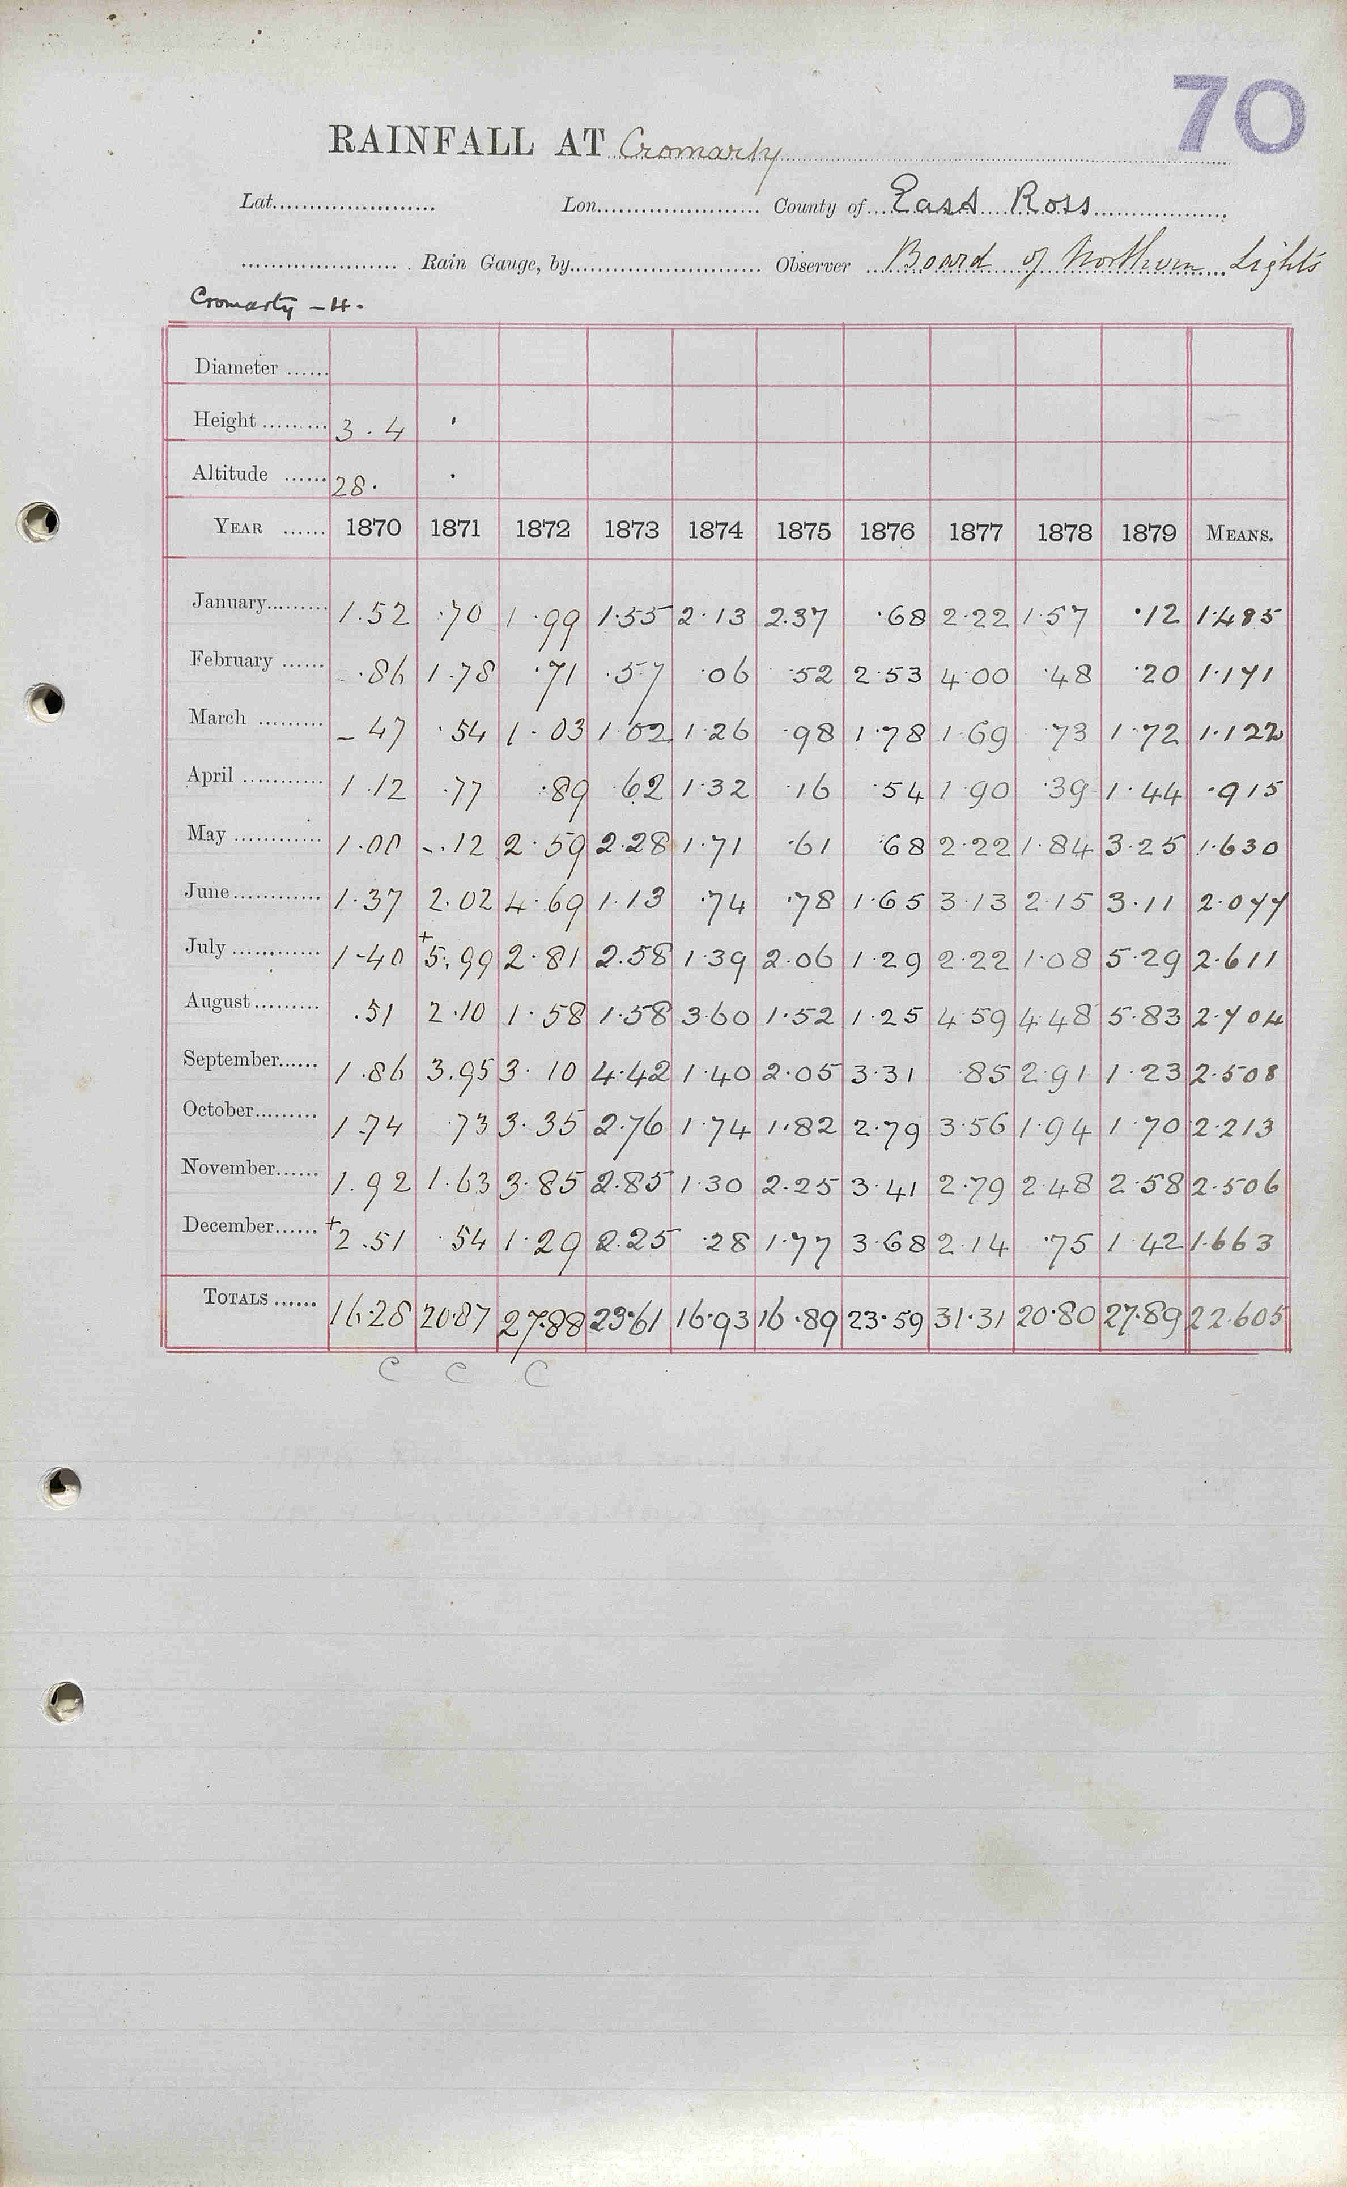 70
RAINFALL AT Cromarty
Lat. Lon. County of East Ross
Rain Gauge, by Observer Board of Northern Lights
Cromarty - H.
Diameter
Height 3.4 '
Altitude 28. .
YEAR 1870 1871 1872 1873 1874 1875 1876 1877 1878 1879 MEANS.
January 1.52 .70 1.99 1.55 2.13 2.37 .68 2.22 1.57 .12 1.485
February .86 1.78 .71 .57 .06 .52 2.53 4.00 .48 .20 1.171
March - 47 .54 1.03 1.02 1.26 .98 1.78 1.69 .73 1.72 1.122
April 1.12 .77 .89 .62 1.32 .16 .54 1.90 .39 1.44 .915
May 1.00 -.12 2.59 2.28 1.71 .61 .68 2.22 1.84 3.25 1.630
June 1.37 2.02 4.69 1.13 .74 .78 1.65 3.13 2.15 3.11 2.077
July 1.40 +5.99 2.81 2.58 1.39 2.06 1.29 2.22 1.08 5.29 2.611
August .51 2.10 1.58 1.58 3.60 1.52 1.25 4.59 4.48 5.83 2.704
September 1.86 3.95 3.10 4.42 1.40 2.05 3.31 .85 2.91 1.23 2.508
October 1.74 73 3.35 2.76 1.74 1.82 2.79 3.56 1.94 1.70 2.213
November 1.92 1.63 3.85 2.85 1.30 2.25 3.41 2.79 2.48 2.58 2.506
December +2.51 .54 1.29 2.25 .28 1.77 3.68 2.14 .75 1.42 1.663
TOTALS 16.28 20.87 27.88 23.61 16.93 16.89 23.59 31.31 20.80 27.89 22.605
C C C